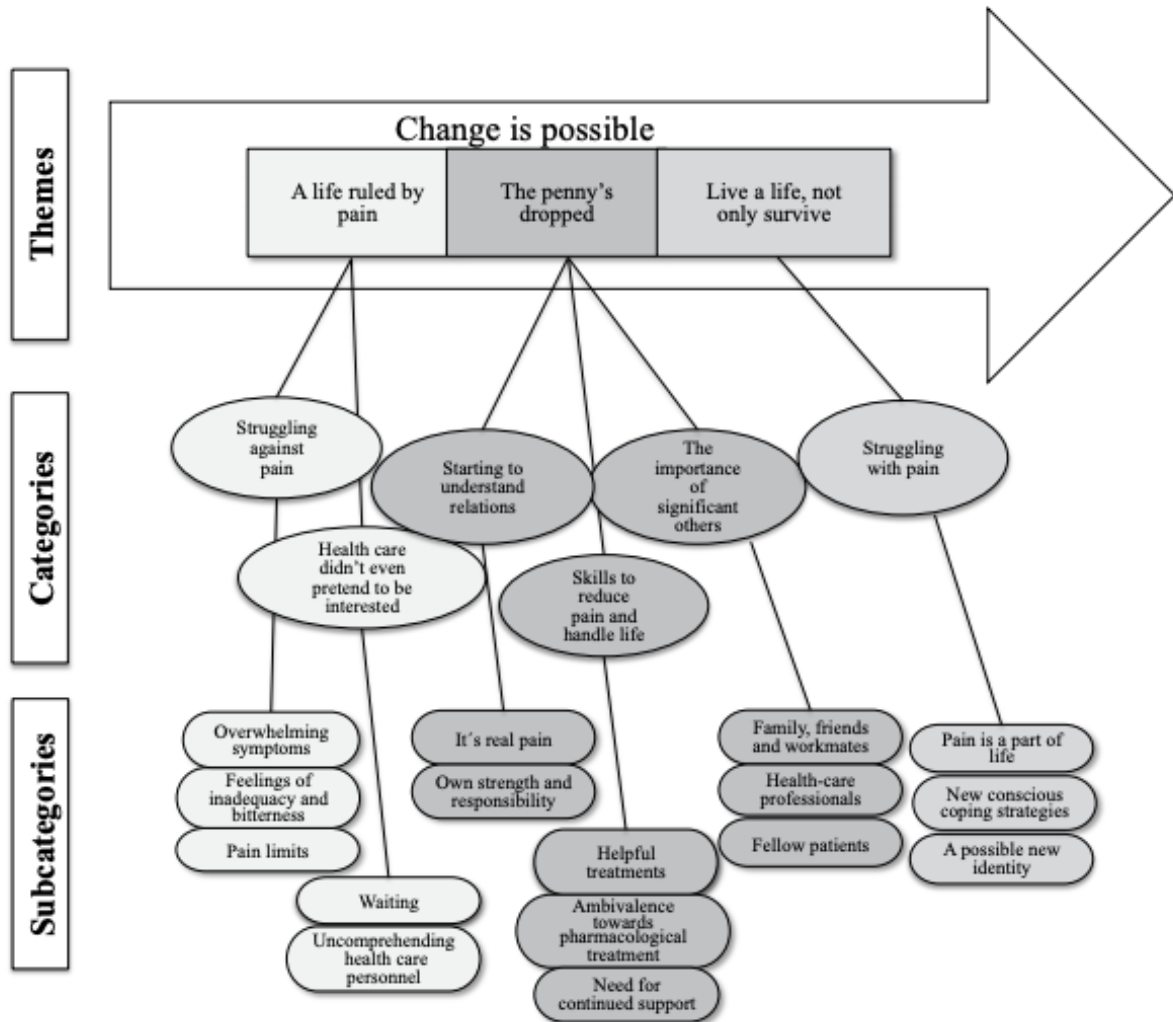 Themes
Change is possible
A life ruled by
pain
The penny's
dropped
Live a life, not
only survive
Categories
Struggling
against
pain
Health care
didn't even
pretend to be
interested
Starting to
understand
relations
Skills to
reduce
pain and
handle life
The
importance
of
significant
others
Struggling
with pain
Subcategories
Overwhelming
symptoms
Feelings of
inadequacy and
bitterness
Pain limits
Waiting
Uncomprehending
health care
personnel
It´s real pain
Own strength and
responsibility
Helpful
treatments
Ambivalence
towards
pharmacological
treatment
Need for
continued support
Family, friends
and workmates
Health-care
professionals
Fellow patients
Pain is a part of
life
New conscious
coping strategies
A possible new
identity